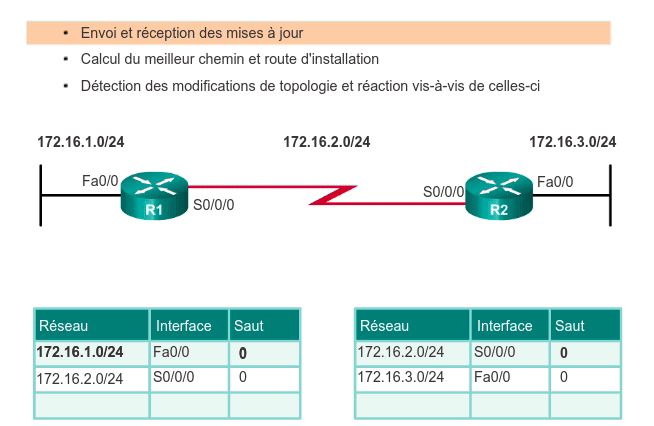 ▪ Envoi et réception des mises à jour
▪ Calcul du meilleur chemin et route d'installation
▪ Détection des modifications de topologie et réaction vis-à-vis de celles-ci
172.16.1.0/24 172.16.2.0/24 172.16.3.0/24
Fa0/0 R1 S0/0/0 S0/0/0 R2 Fa0/0
Réseau Interface Saut
172.16.1.0/24 Fa0/0 0
172.16.2.0/24 S0/0/0 0
Réseau Interface Saut
172.16.2.0/24 S0/0/0 0
172.16.3.0/24 Fa0/0 0